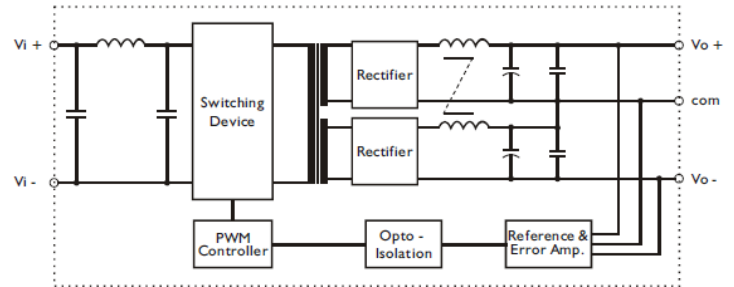 Vi +
Vo +
Rectifier
Switching
Device
com
Rectifier
Vi -
Vo -
PWM
Controller
Opto -
Isolation
Reference &
Error Amp.